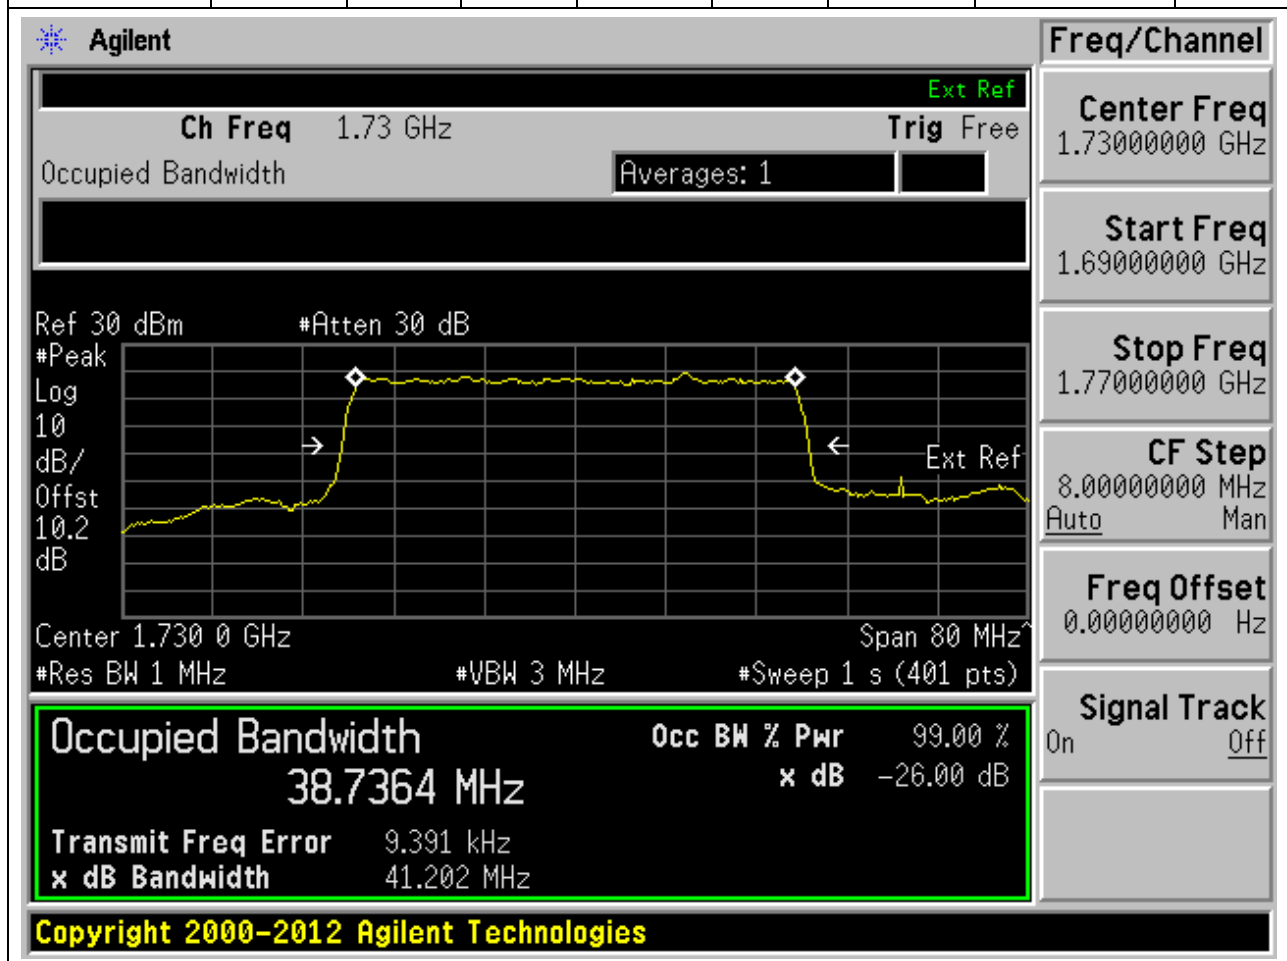 Agilent
Freq/Channel
Ext Ref
Ch Freq 1.73 GHz Trig Free
Occupied Bandwidth Averages: 1
Center Freq
1.73000000 GHz
Start Freq
1.69000000 GHz
Stop Freq
1.77000000 GHz
CF Step
8.00000000 MHz
Auto Man
Freq Offset
0.00000000 Hz
Signal Track
On Off
Ref 30 dBm #Atten 30 dB
#Peak
Log
10
dB/
Offst
10.2
dB
Ext Ref
Center 1.730 0 GHz Span 80 MHz^
#Res BW 1 MHz #VBW 3 MHz #Sweep 1 s (401 pts)
Occupied Bandwidth Occ BW % Pwr 99.00 %
38.7364 MHz x dB -26.00 dB
Transmit Freq Error 9.391 kHz
x dB Bandwidth 41.202 MHz
Copyright 2000-2012 Agilent Technologies